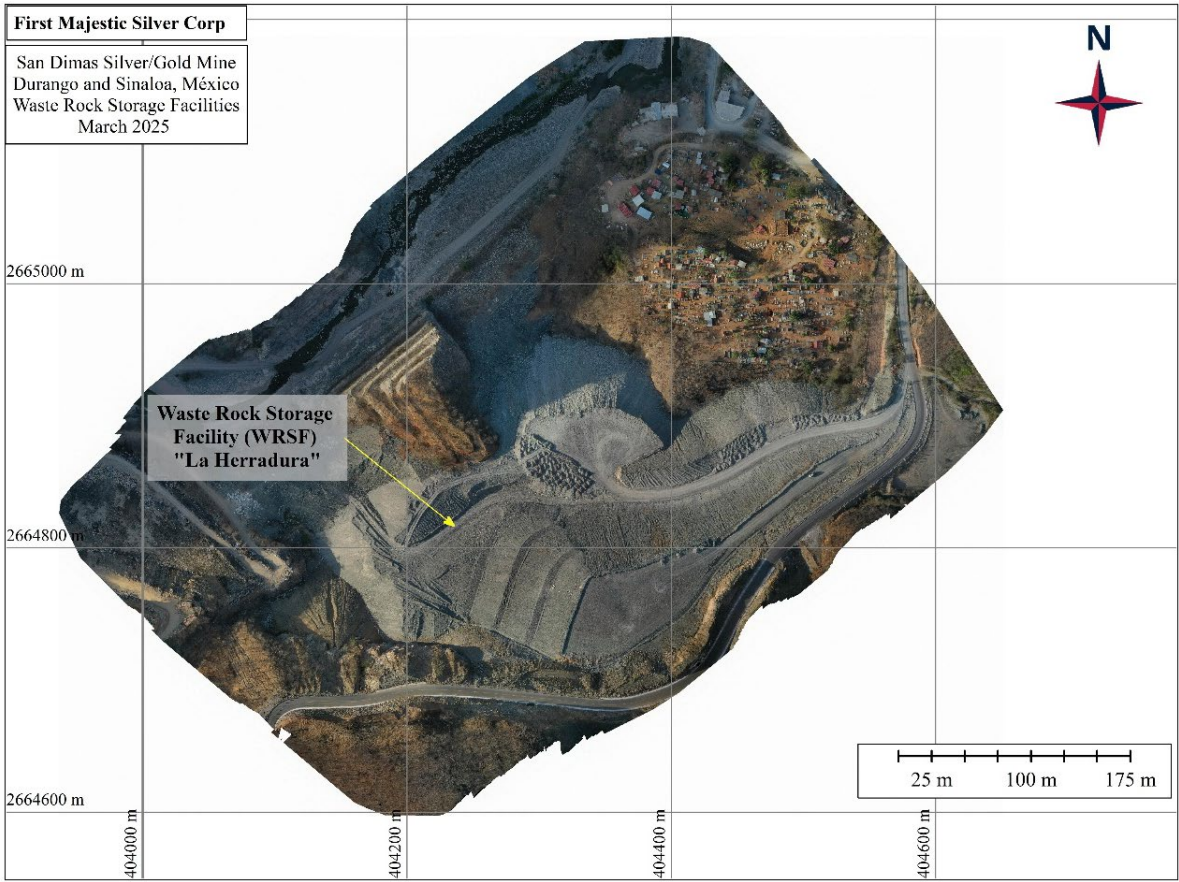 First Majestic Silver Corp
San Dimas Silver/Gold Mine
Durango and Sinaloa, México
Waste Rock Storage Facilities
March 2025
N
2665000 m
Waste Rock Storage
Facility (WRSF)
"La Herradura"
2664800 m
25 m 100 m 175 m
2664600 m
404000 m
404200 m
404400 m
404600 m